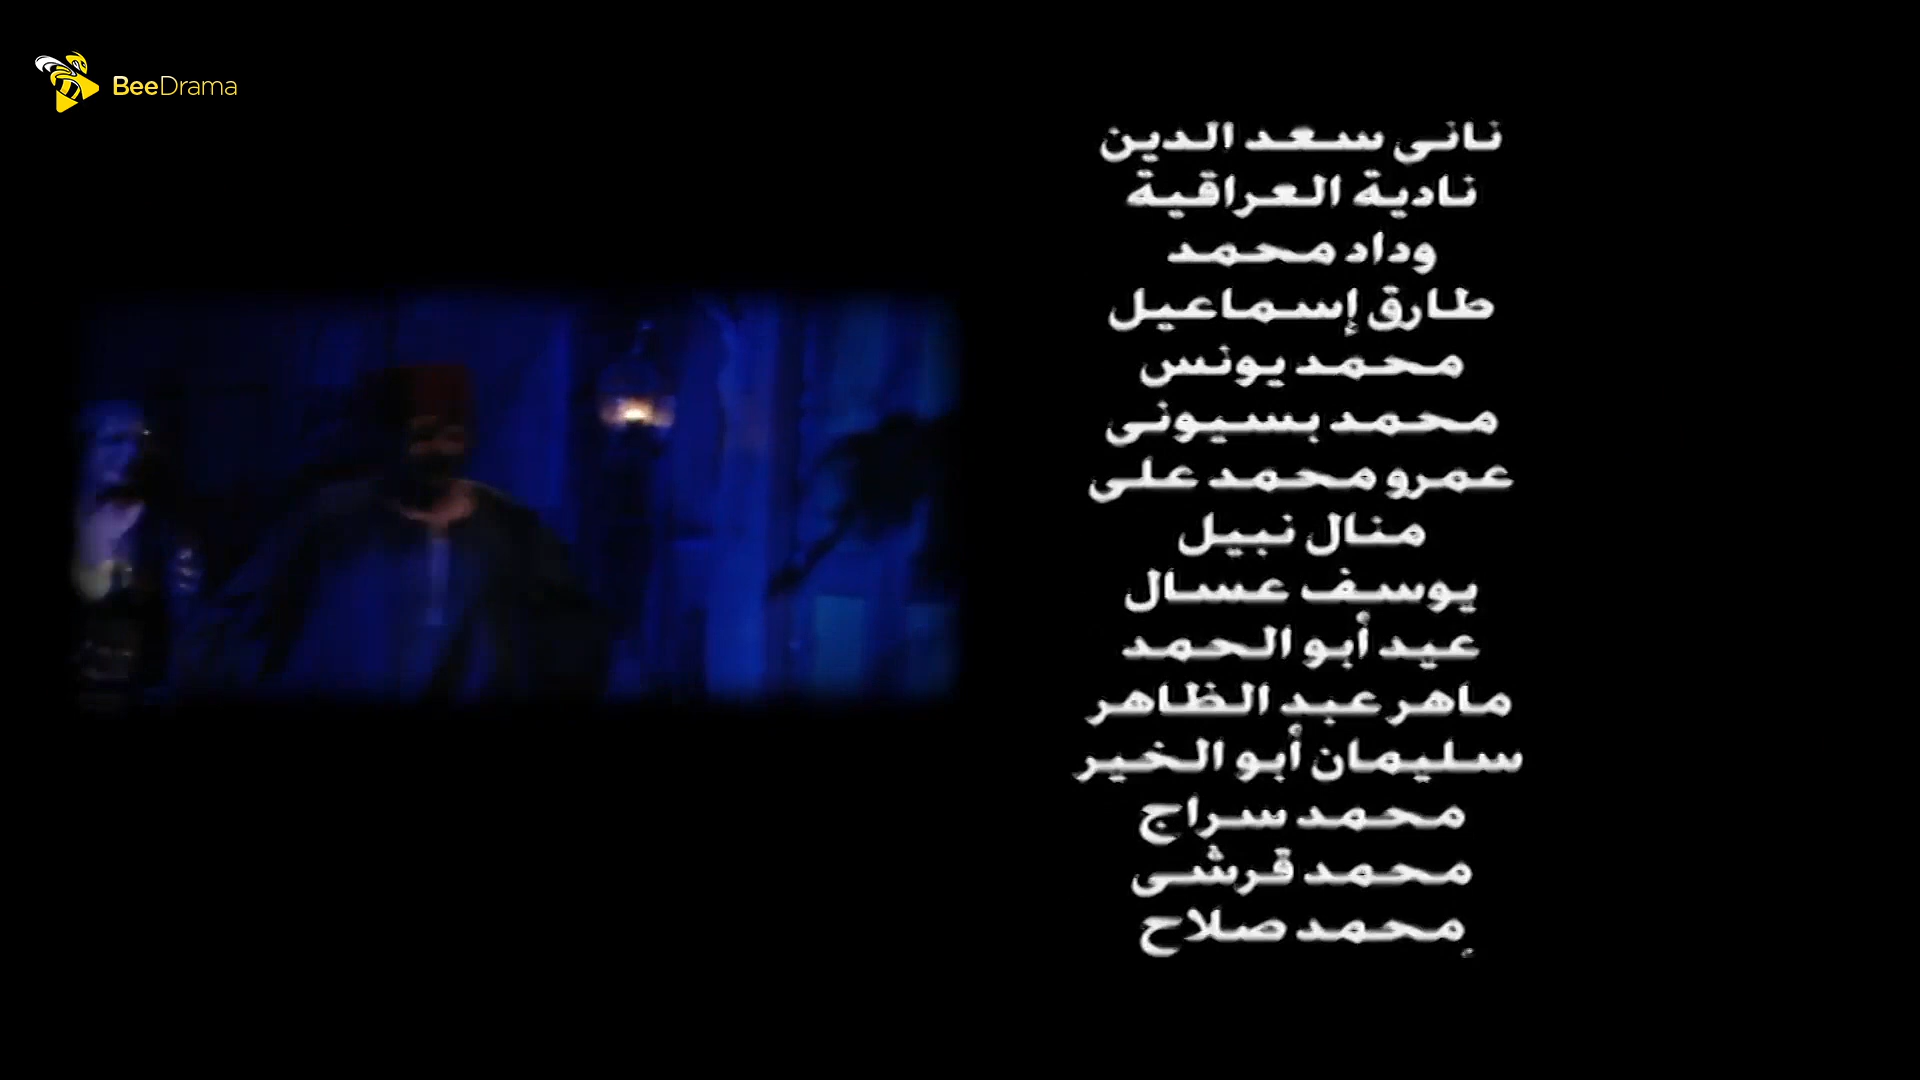 BeeDrama
نانى سعد الدين
نادية العراقية
وداد محمد
طارق إسماعيل
محمد يونس
محمد بسيونى
عمرو محمد على
منال نبيل
يوسف عسال
عيد أبو الحمد
ماهر عبد الظاهر
سليمان أبو الخير
محمد سراج
محمد قرشى
محمد صلاح